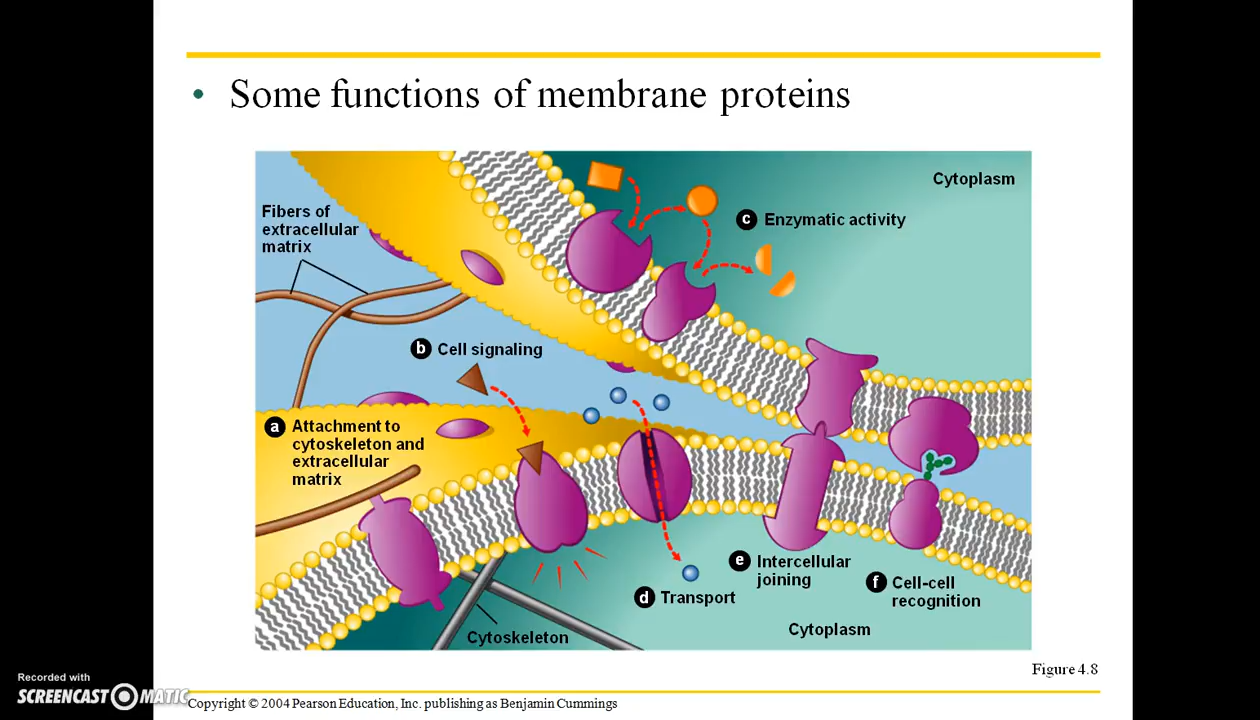 • Some functions of membrane proteins
Cytoplasm
Fibers of
extracellular
matrix
c Enzymatic activity
b Cell signaling
a Attachment to
cytoskeleton and
extracellular
matrix
e Intercellular
joining
d Transport
f Cell-cell
recognition
Cytoskeleton
Cytoplasm
Figure 4.8
Recorded with
SCREENCAST MATIC
Copyright © 2004 Pearson Education, Inc. publishing as Benjamin Cummings